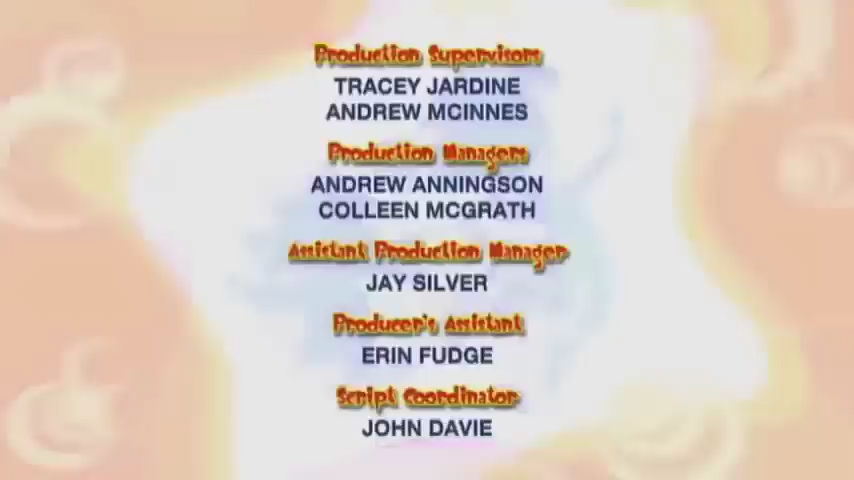 Production Supervisors
TRACEY JARDINE
ANDREW MCINNES
Production Managers
ANDREW ANNINGSON
COLLEEN MCGRATH
Assistant Production Manager
JAY SILVER
Producer's Assistant
ERIN FUDGE
Script Coordinator
JOHN DAVIE